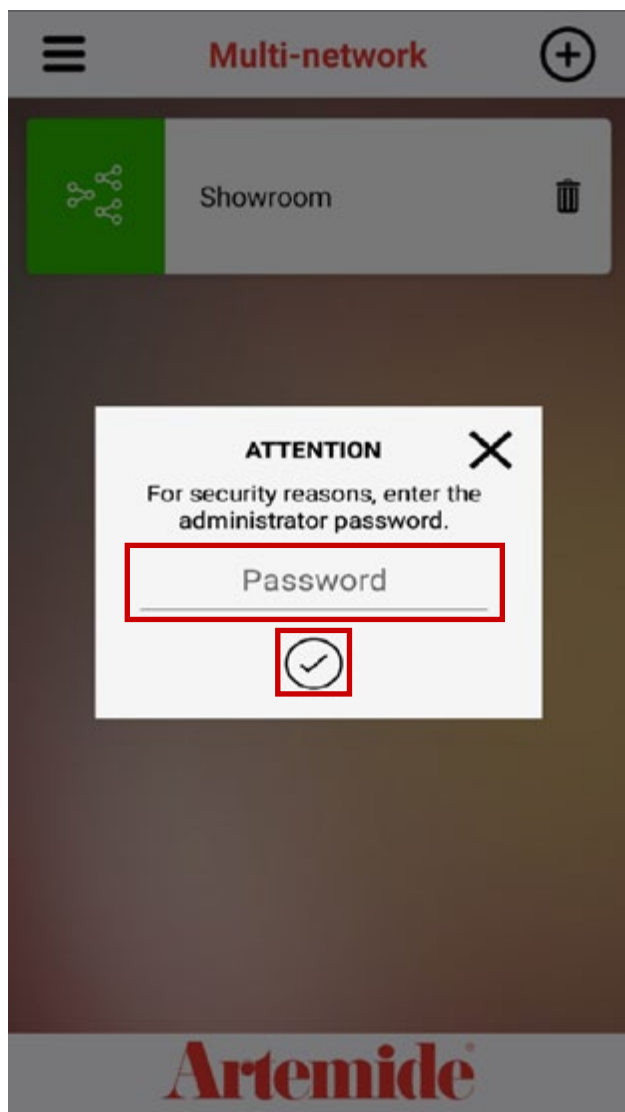 Multi-network
Showroom
ATTENTION
For security reasons, enter the
administrator password.
Password
Artemide®